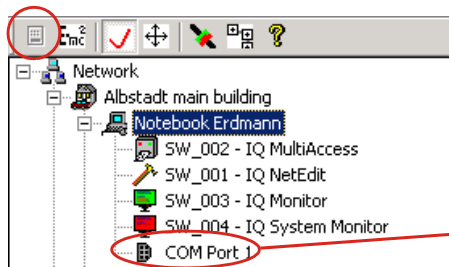 Emc²
Network
Albstadt main building
Notebook Erdmann
SW_002 - IQ MultiAccess
SW_001 - IQ NetEdit
SW_003 - IQ Monitor
SW_004 - IQ System Monitor
COM Port 1